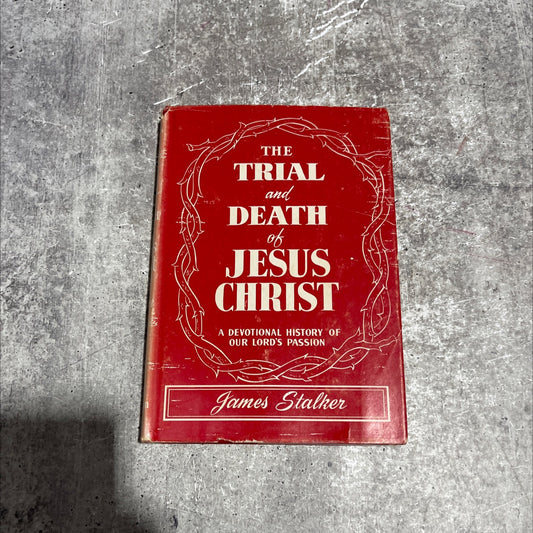 THE
TRIAL
and
DEATH
of
JESUS
CHRIST
A DEVOTIONAL HISTORY OF
OUR LORD'S PASSION
James Stalker